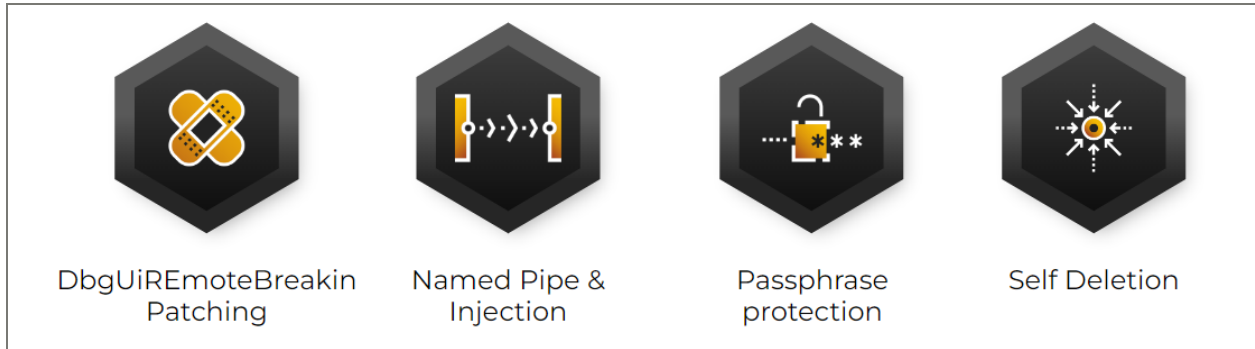 DbgUiREmoteBreakin
Patching
Named Pipe &
Injection
***
Passphrase
protection
Self Deletion